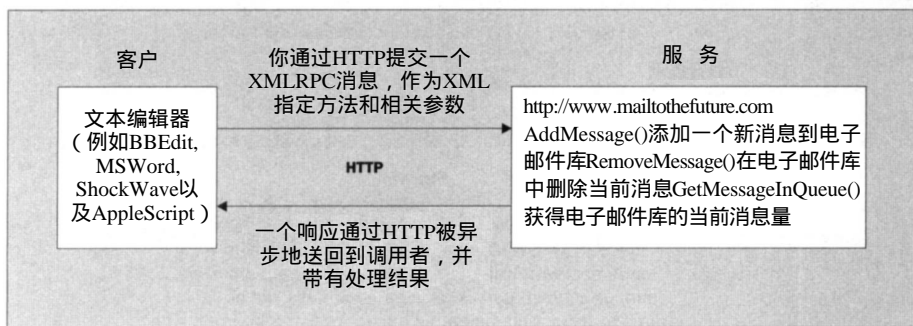 客户
你通过HTTP提交一个
XMLRPC消息，作为XML
指定方法和相关参数
服 务
文本编辑器
（例如BBEdit,
MSWord,
ShockWave以
及AppleScript）
HTTP
http://www.mailtothefuture.com
AddMessage()添加一个新消息到电子
邮件库RemoveMessage()在电子邮件库
中删除当前消息GetMessageInQueue()
获得电子邮件库的当前消息量
一个响应通过HTTP被异
步地送回到调用者，并
带有处理结果